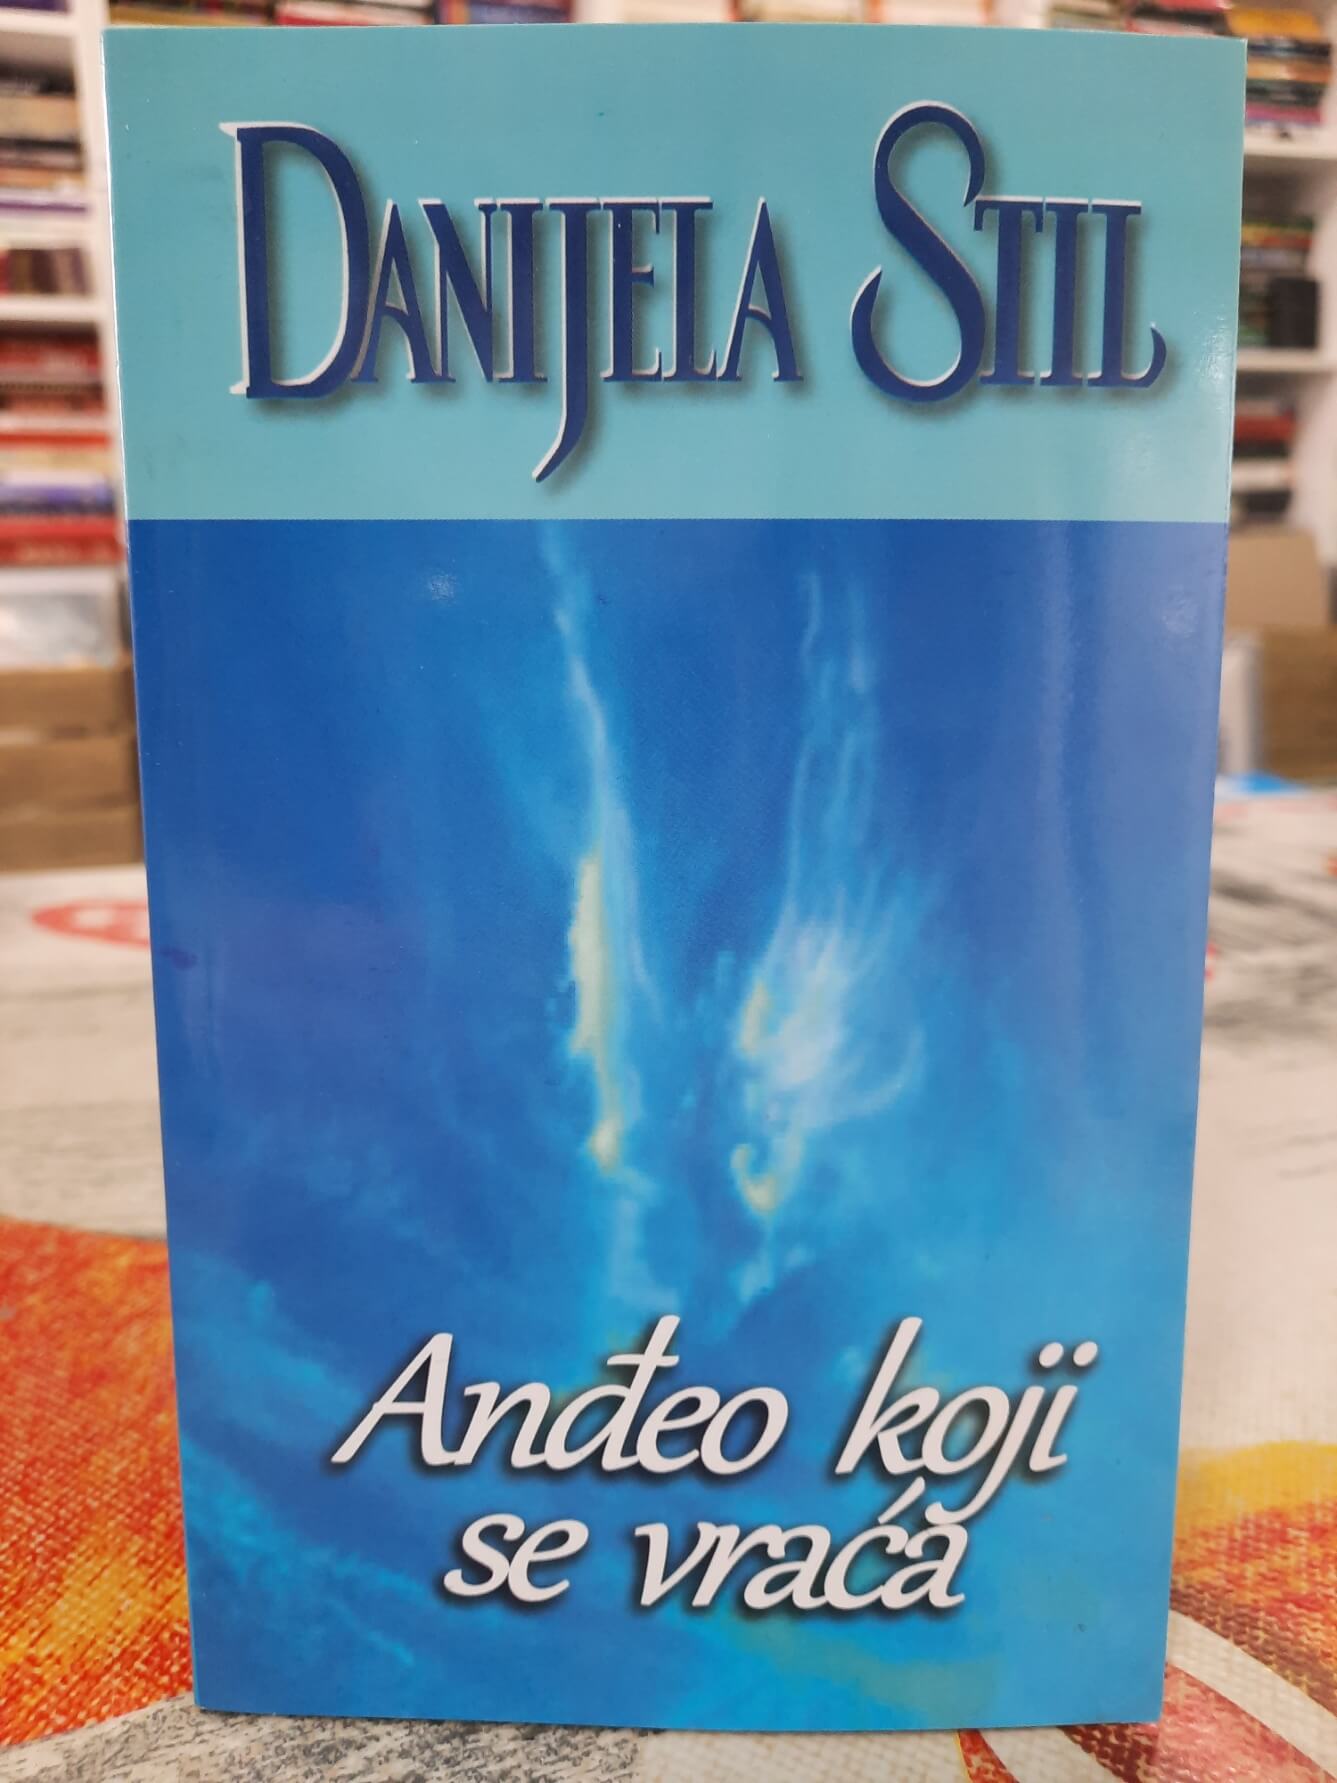 DANIJELA STIL
Anđeo koji
se vraća